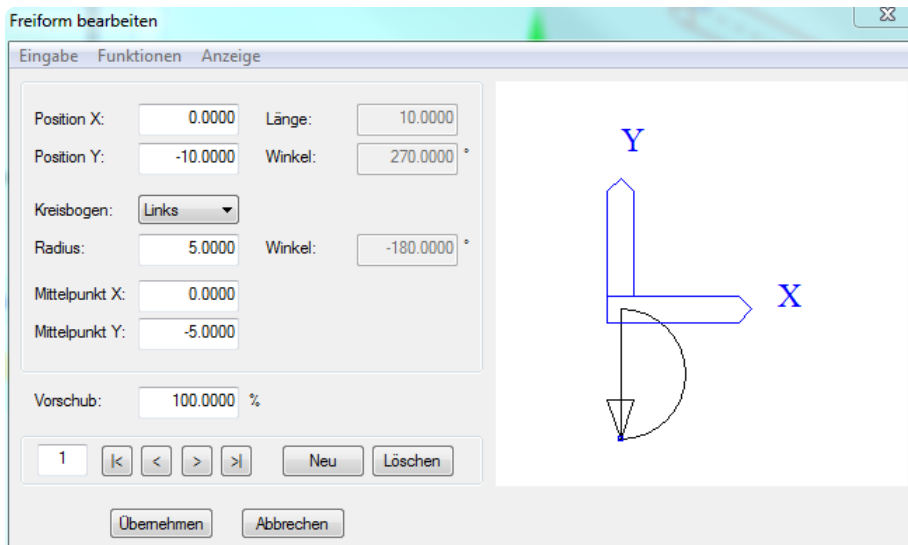 Freiform bearbeiten
Eingabe Funktionen Anzeige
Position X: 0.0000 Länge: 10.0000
Position Y: -10.0000 Winkel: 270.0000 °
Kreisbogen: Links
Radius: 5.0000 Winkel: -180.0000 °
Mittelpunkt X: 0.0000
Mittelpunkt Y: -5.0000
Vorschub: 100.0000 %
1 |< < > >| Neu Löschen
Übernehmen Abbrechen
Y
X